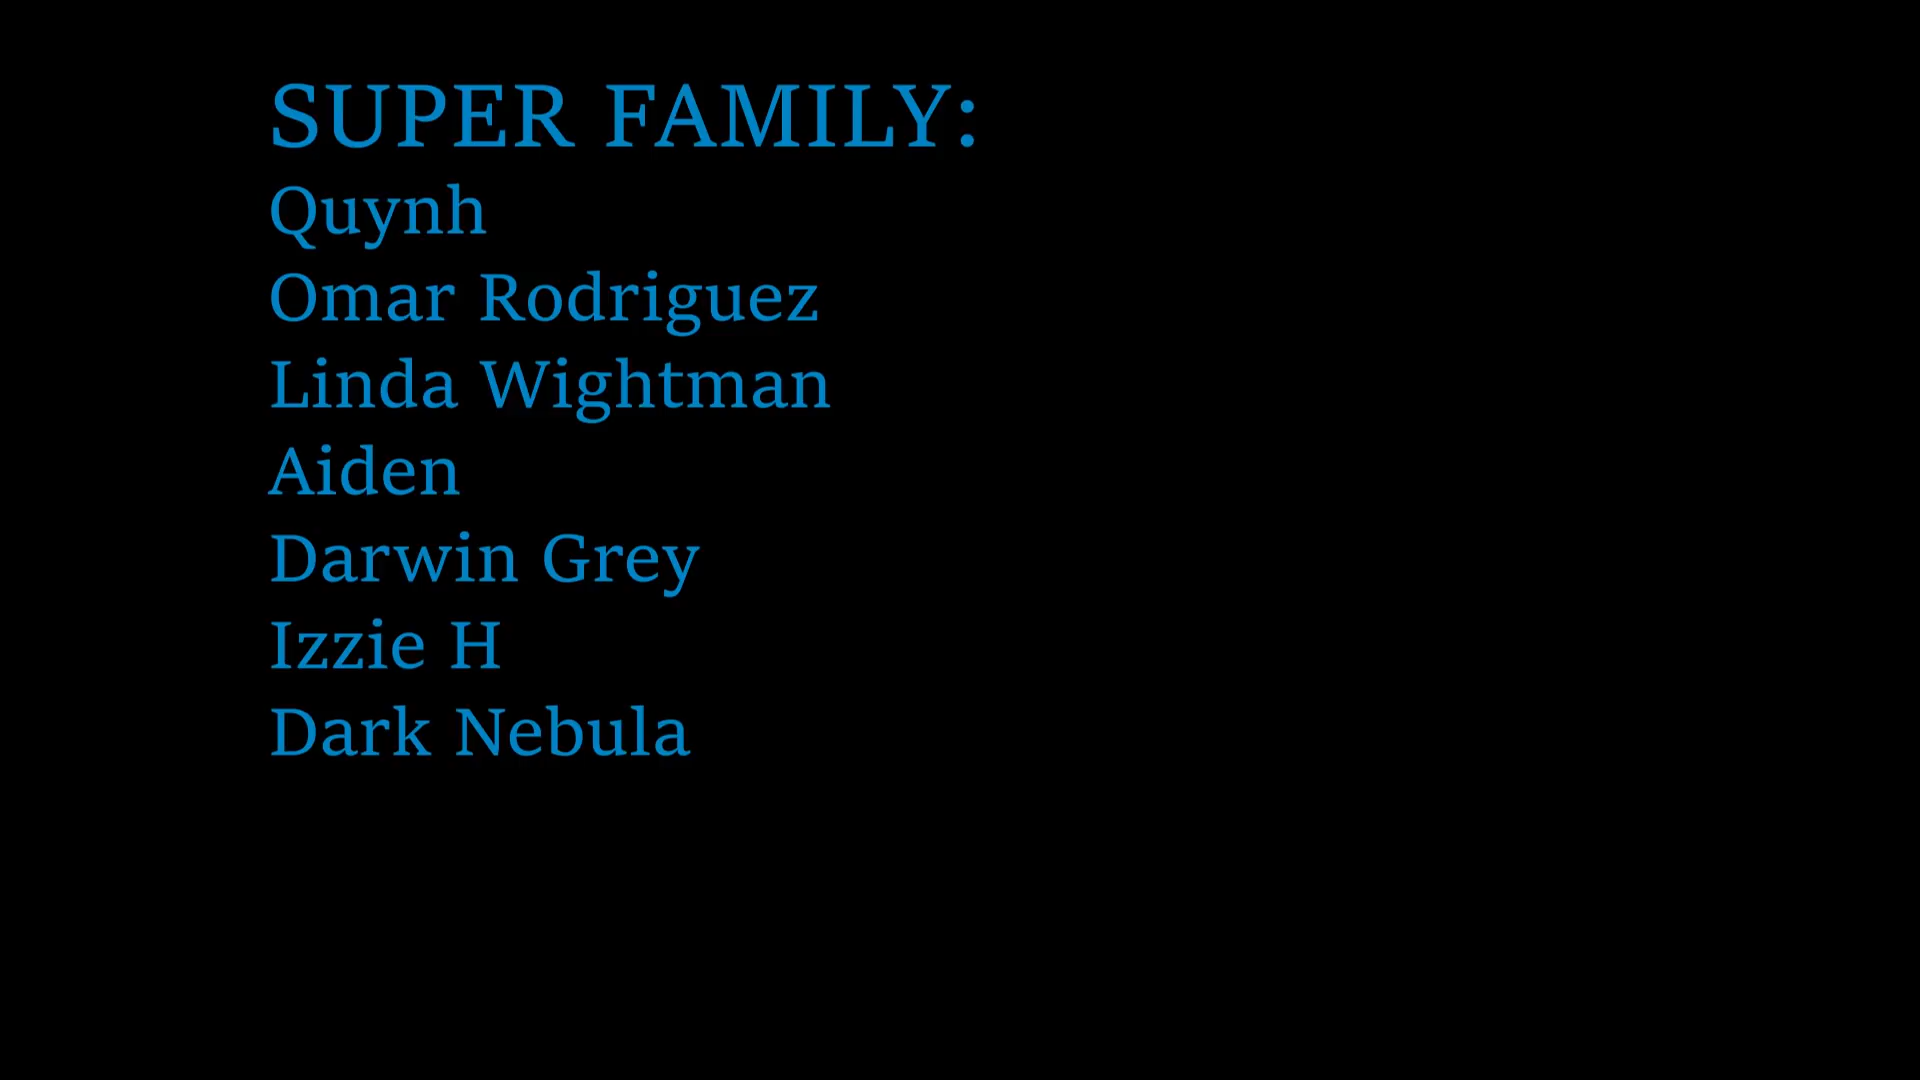 SUPER FAMILY:
Quynh
Omar Rodriguez
Linda Wightman
Aiden
Darwin Grey
Izzie H
Dark Nebula